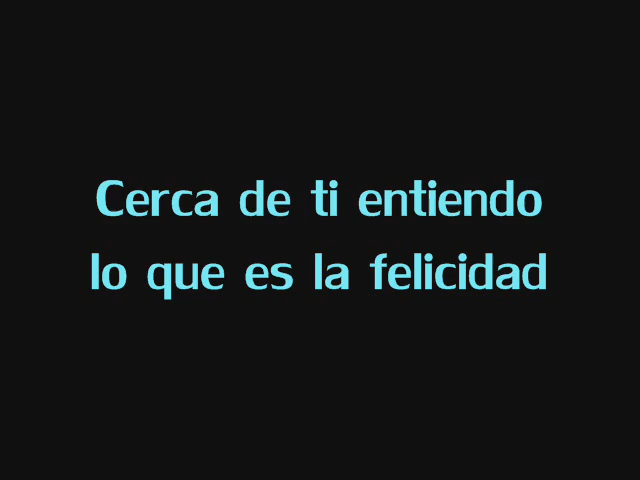 Cerca de ti entiendo
lo que es la felicidad